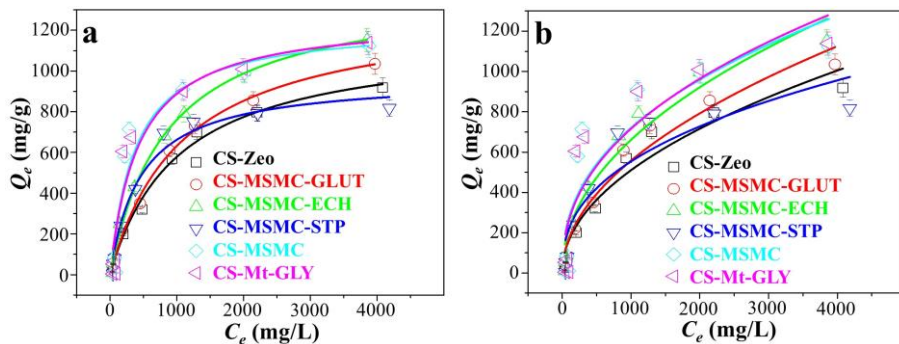 a
1200
1000
800
600
400
200
0
Qe (mg/g)
CS-Zeo
CS-MSMC-GLUT
CS-MSMC-ECH
CS-MSMC-STP
CS-MSMC
CS-Mt-GLY
0 1000 2000 3000 4000
Ce (mg/L)
b
1200
1000
800
600
400
200
0
Qe (mg/g)
CS-Zeo
CS-MSMC-GLUT
CS-MSMC-ECH
CS-MSMC-STP
CS-MSMC
CS-Mt-GLY
0 1000 2000 3000 4000
Ce (mg/L)